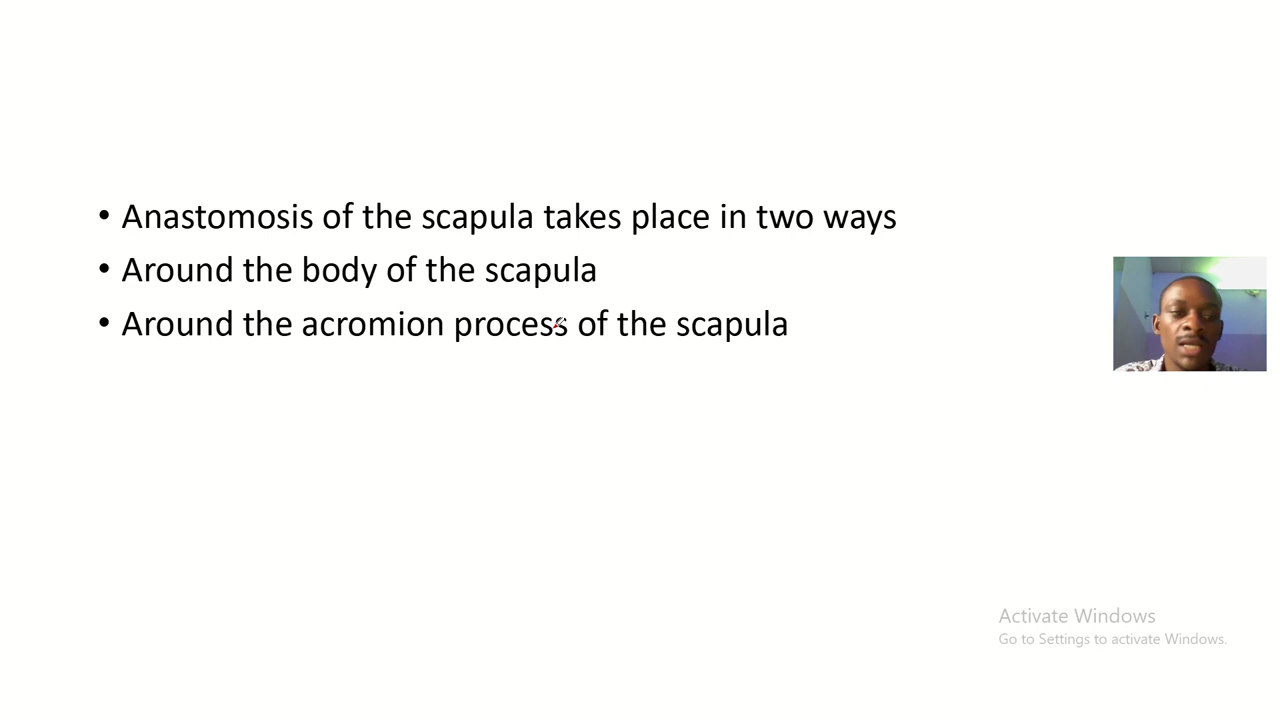 • Anastomosis of the scapula takes place in two ways
• Around the body of the scapula
• Around the acromion process of the scapula
Activate Windows
Go to Settings to activate Windows.